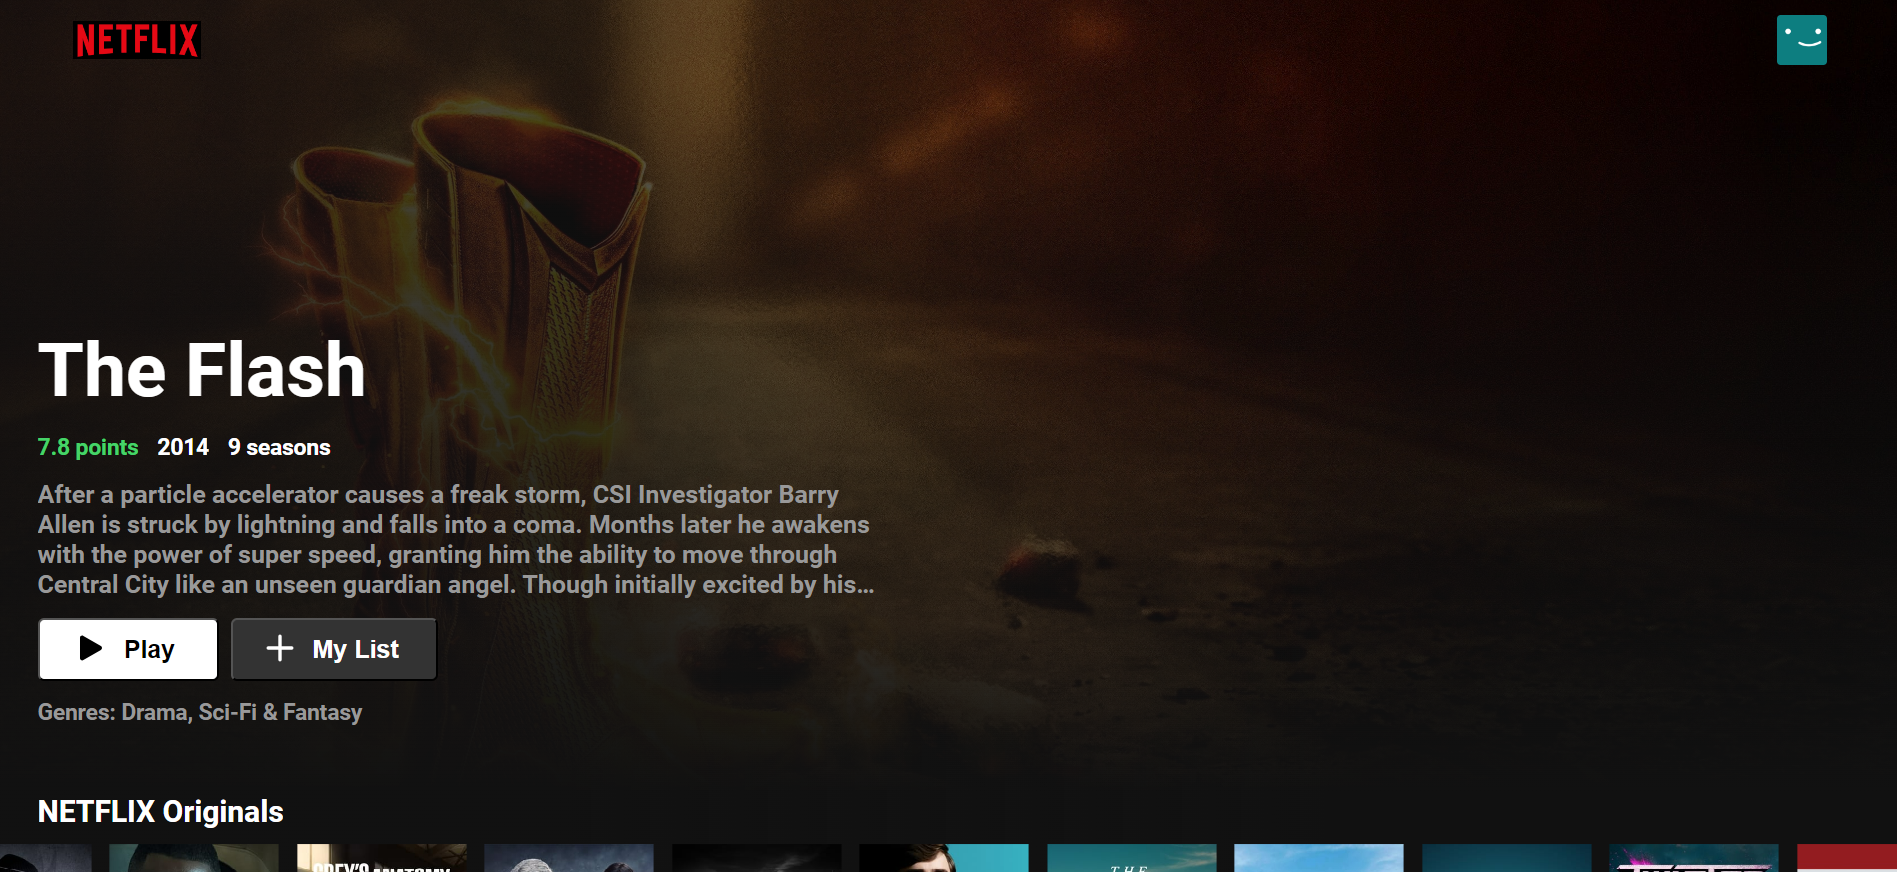 NETFLIX
The Flash
7.8 points 2014 9 seasons
After a particle accelerator causes a freak storm, CSI Investigator Barry
Allen is struck by lightning and falls into a coma. Months later he awakens
with the power of super speed, granting him the ability to move through
Central City like an unseen guardian angel. Though initially excited by his...
Play My List
Genres: Drama, Sci-Fi & Fantasy
NETFLIX Originals
GREY'S ANATOMY
THE